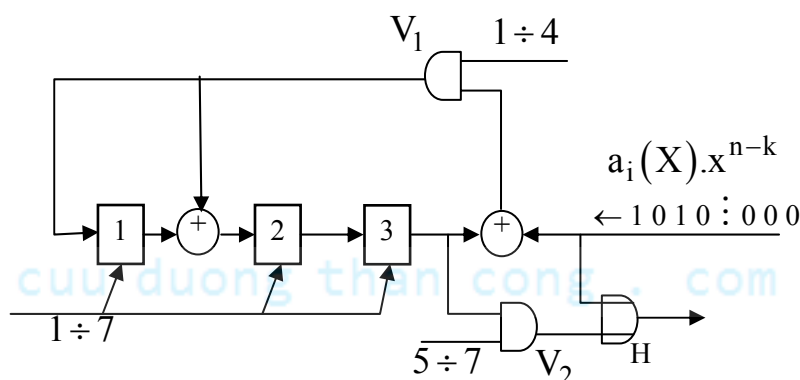 V₁
1 ÷ 4
aᵢ(X).xⁿ⁻ᵏ
← 1 0 1 0 ⋮ 0 0 0
+
1
+
2
3
cuu duong than cong . com
1 ÷ 7
5 ÷ 7
V₂
H